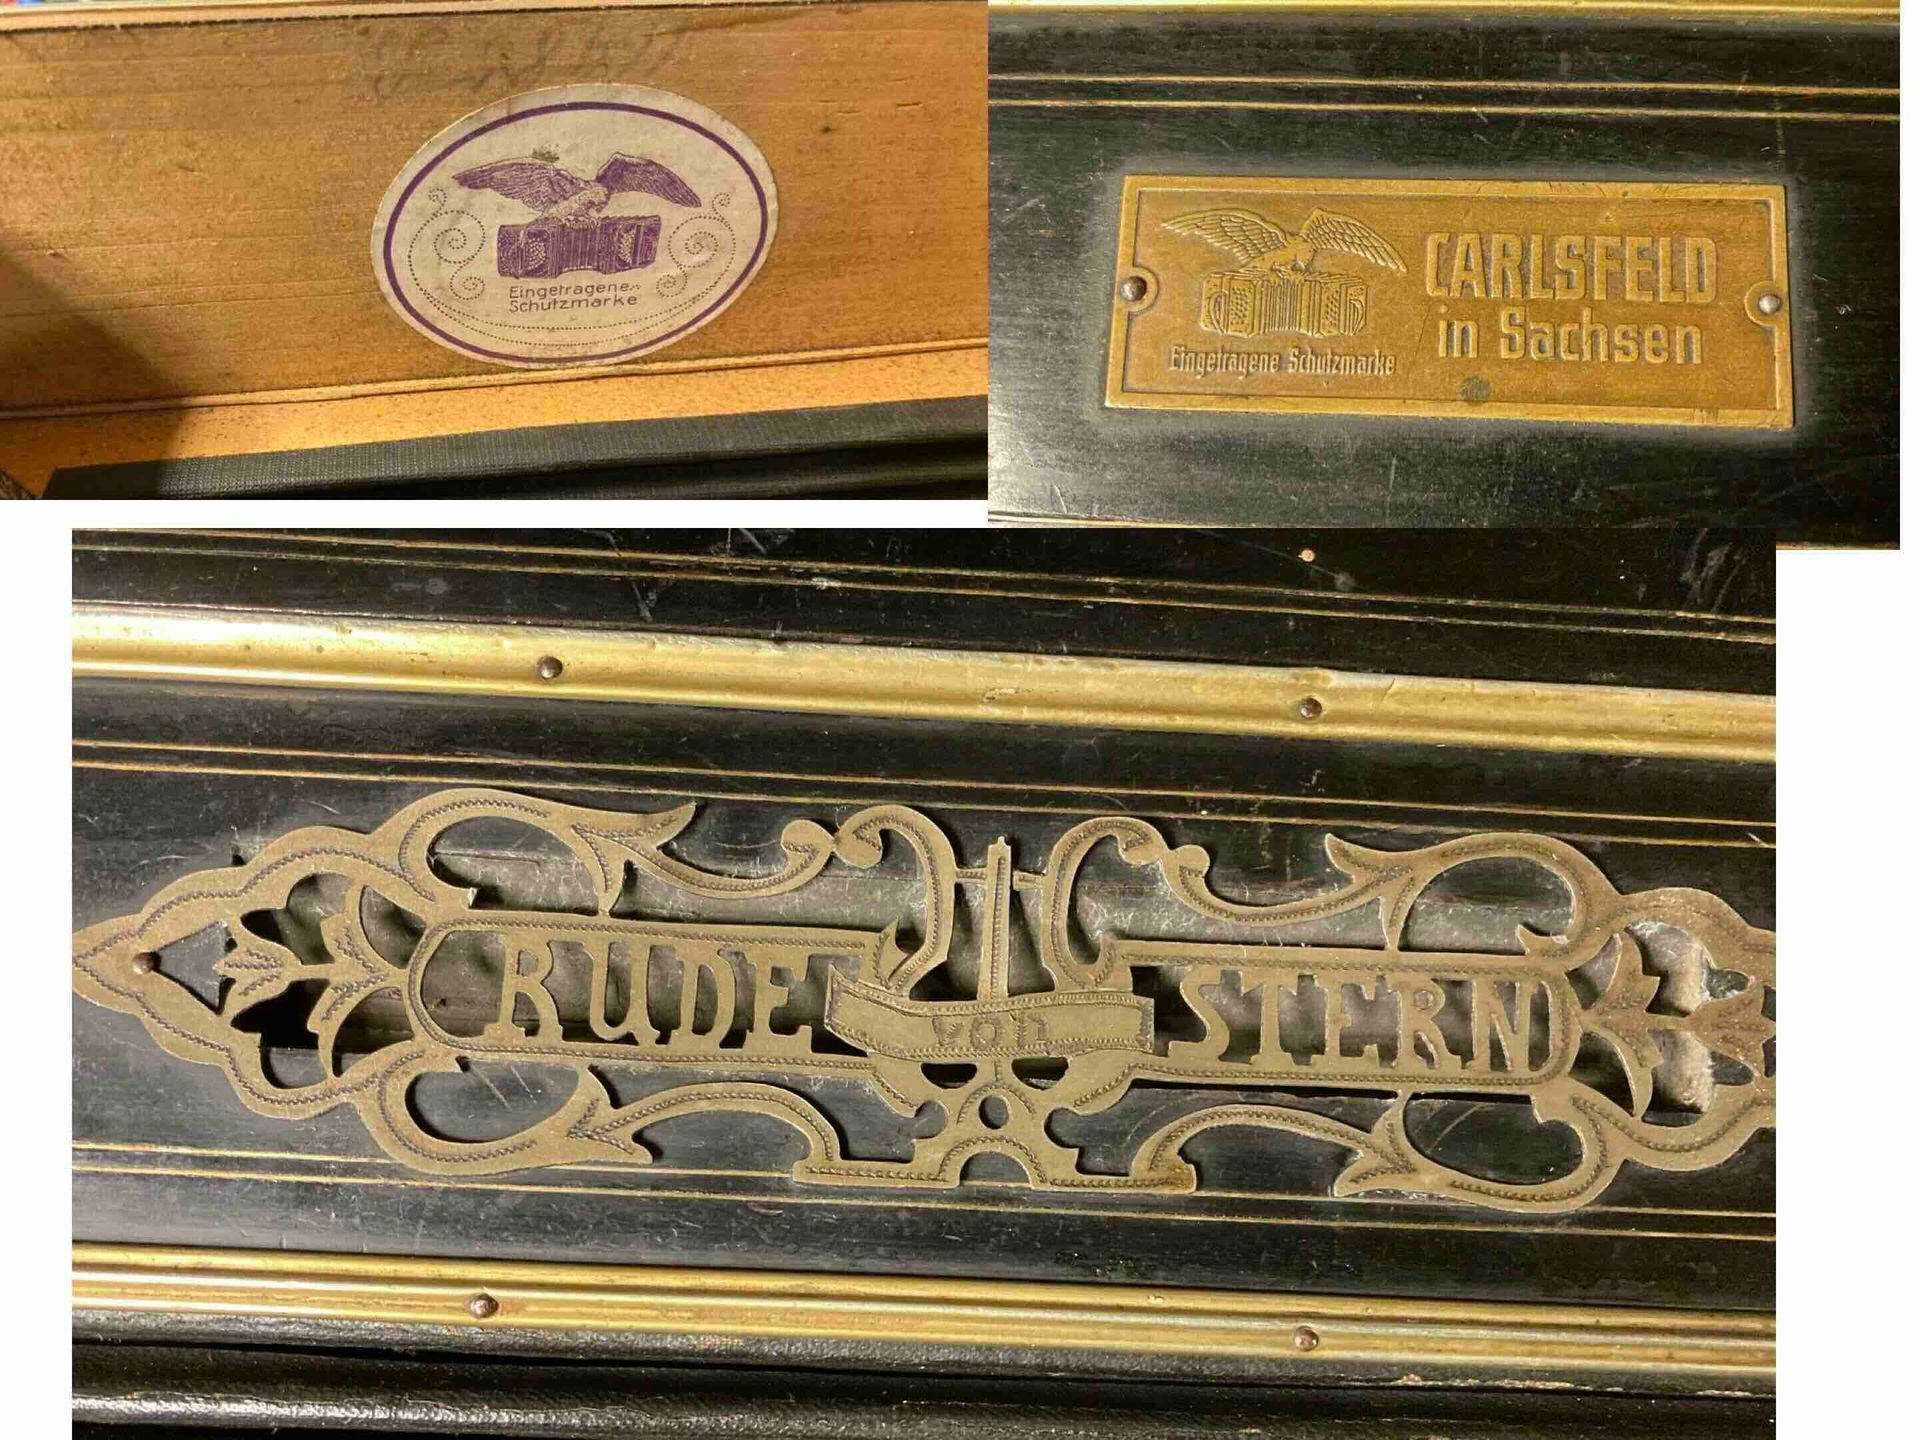 Eingetragene
Schutzmarke
CARLSFELD
in Sachsen
Eingetragene Schutzmarke
RUDE von STERN